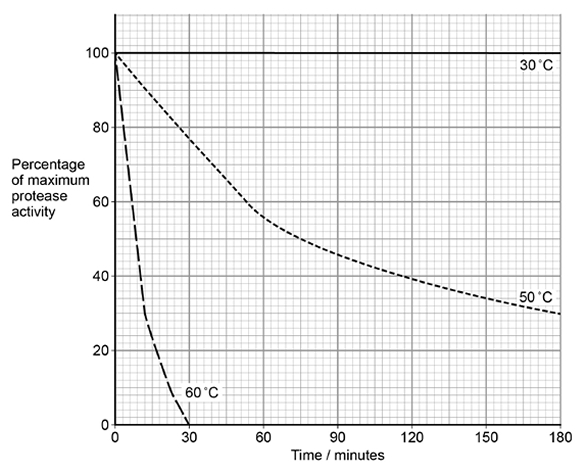 Percentage
of maximum
protease
activity
100
80
60
40
20
0
30°C
50°C
60°C
0 30 60 90 120 150 180
Time / minutes